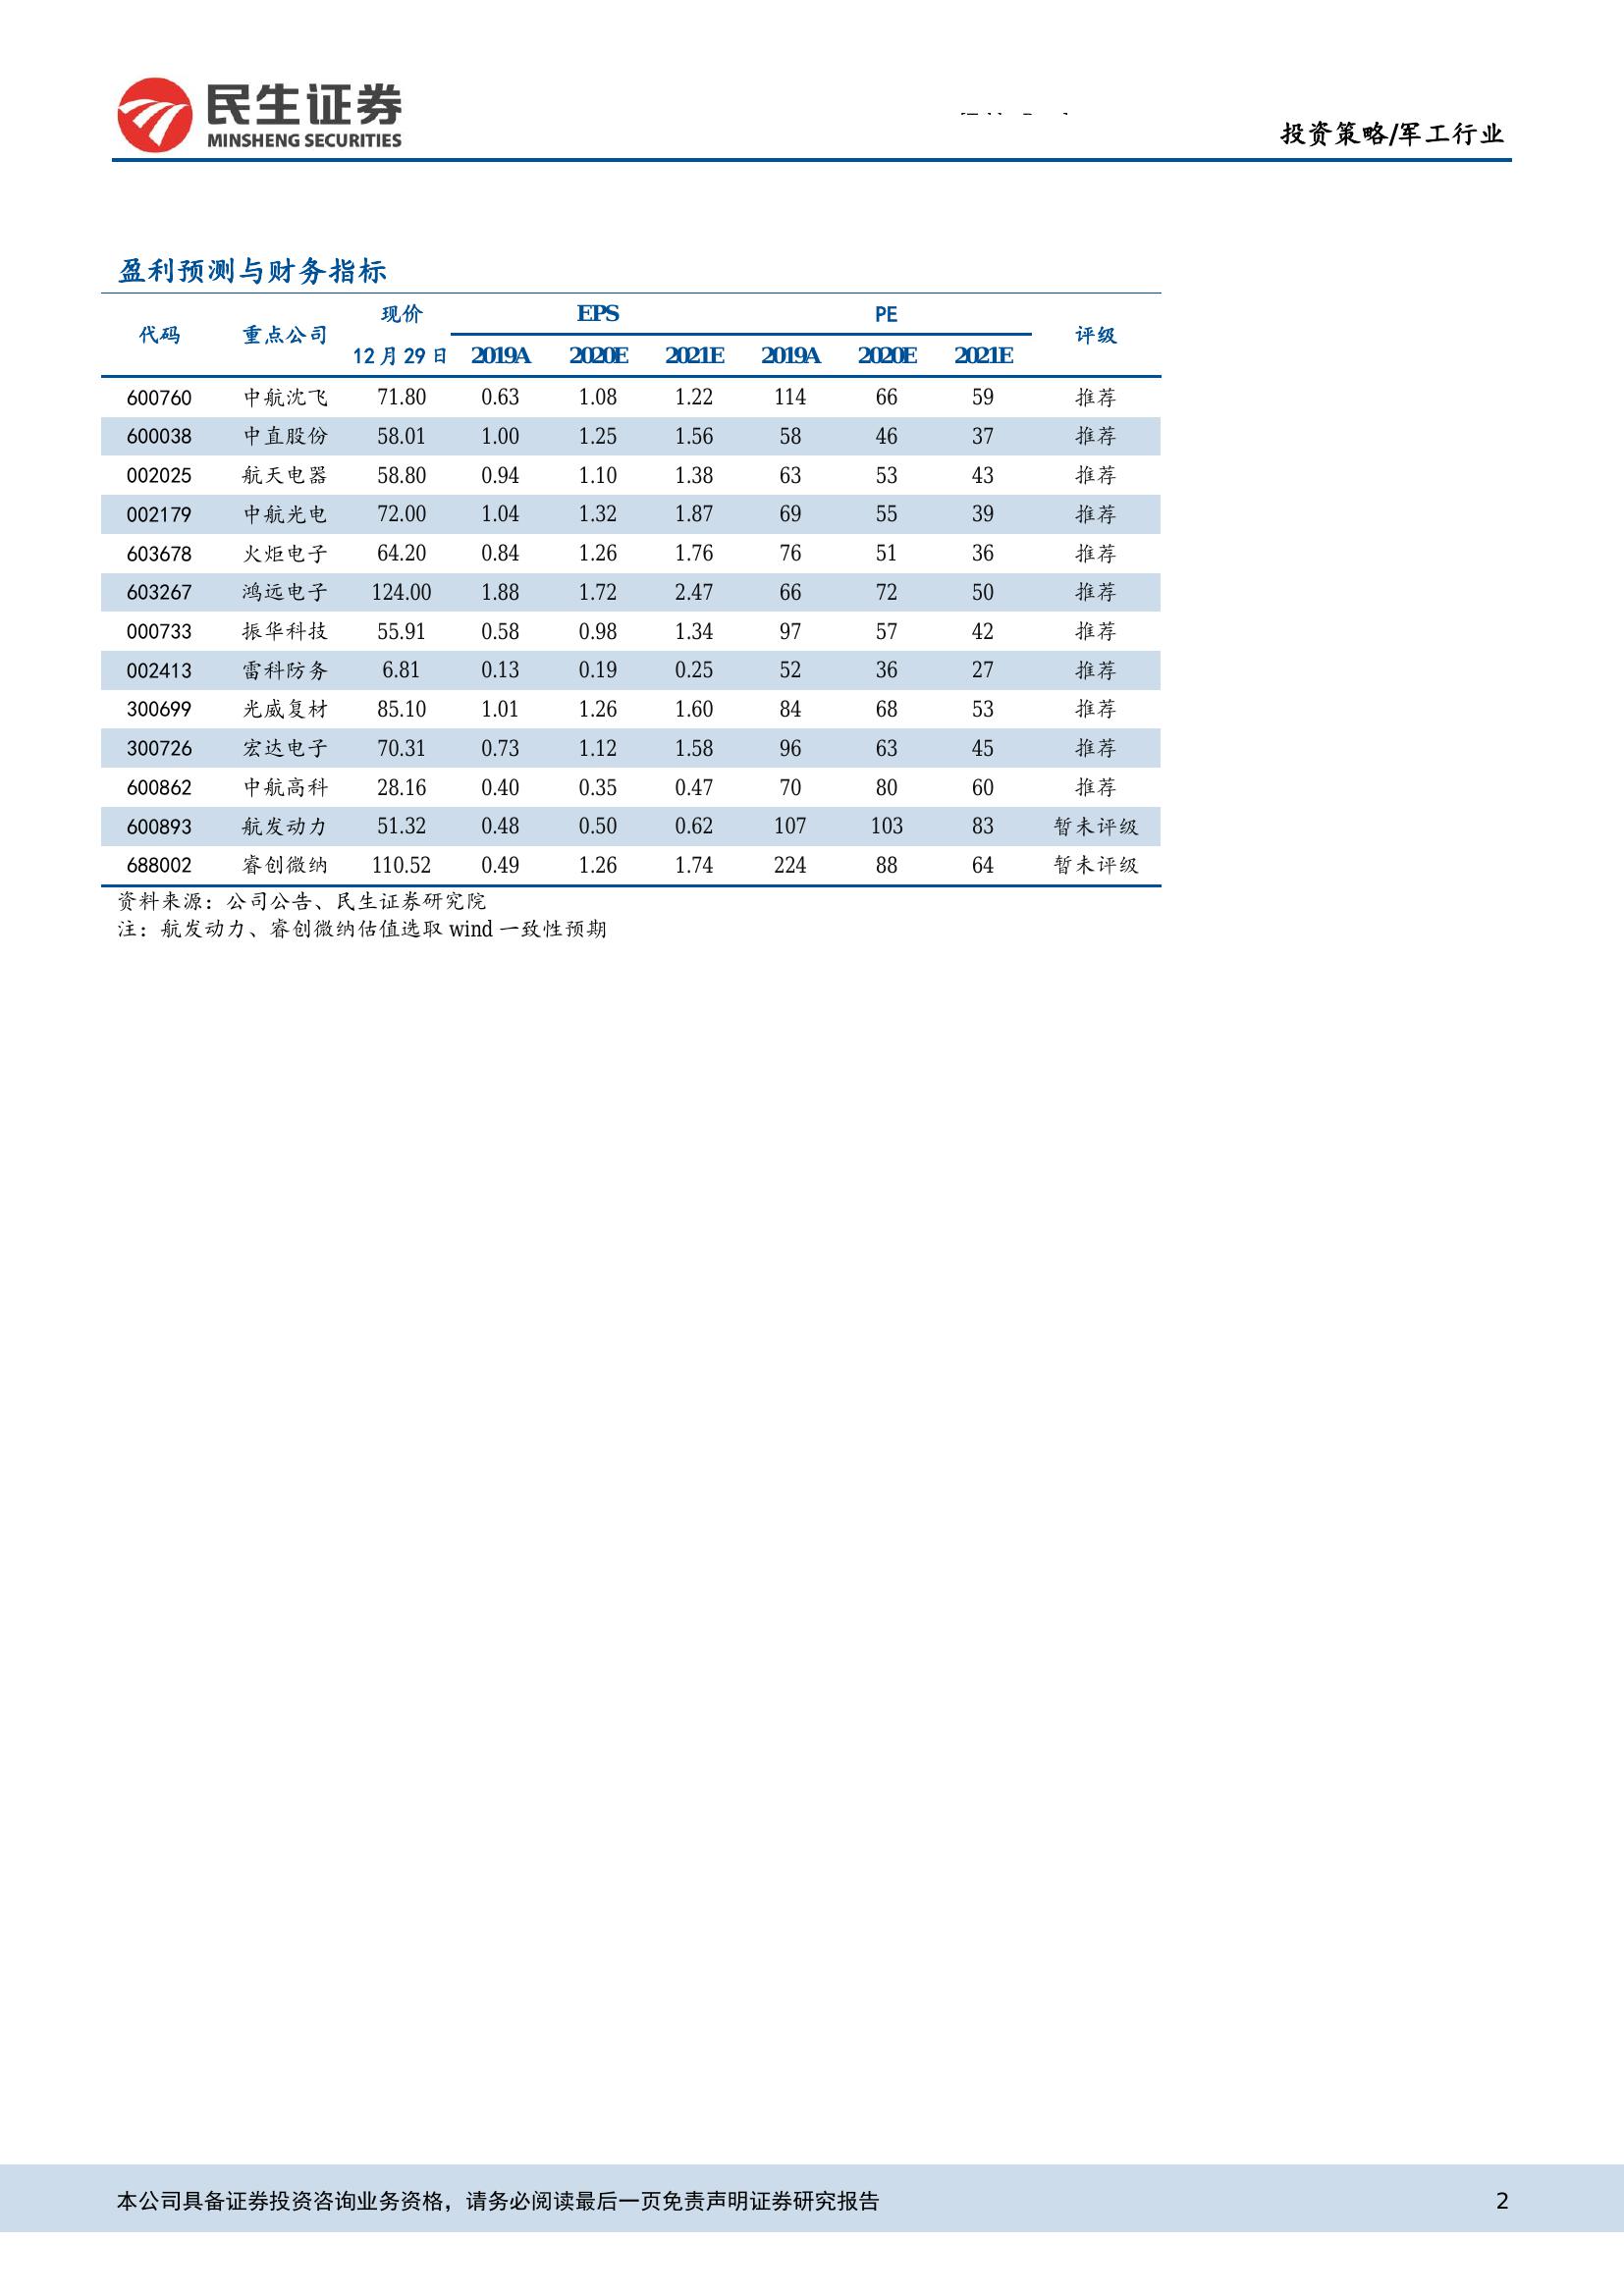 民生证券
MINSHENG SECURITIES
投资策略/军工行业
盈利预测与财务指标
代码 重点公司 现价 EPS PE 评级
12月29日 2019A 2020E 2021E 2019A 2020E 2021E
600760 中航沈飞 71.80 0.63 1.08 1.22 114 66 59 推荐
600038 中直股份 58.01 1.00 1.25 1.56 58 46 37 推荐
002025 航天电器 58.80 0.94 1.10 1.38 63 53 43 推荐
002179 中航光电 72.00 1.04 1.32 1.87 69 55 39 推荐
603678 火炬电子 64.20 0.84 1.26 1.76 76 51 36 推荐
603267 鸿远电子 124.00 1.88 1.72 2.47 66 72 50 推荐
000733 振华科技 55.91 0.58 0.98 1.34 97 57 42 推荐
002413 雷科防务 6.81 0.13 0.19 0.25 52 36 27 推荐
300699 光威复材 85.10 1.01 1.26 1.60 84 68 53 推荐
300726 宏达电子 70.31 0.73 1.12 1.58 96 63 45 推荐
600862 中航高科 28.16 0.40 0.35 0.47 70 80 60 推荐
600893 航发动力 51.32 0.48 0.50 0.62 107 103 83 暂未评级
688002 睿创微纳 110.52 0.49 1.26 1.74 224 88 64 暂未评级
资料来源：公司公告、民生证券研究院
注：航发动力、睿创微纳估值选取 wind 一致性预期
本公司具备证券投资咨询业务资格，请务必阅读最后一页免责声明证券研究报告 2